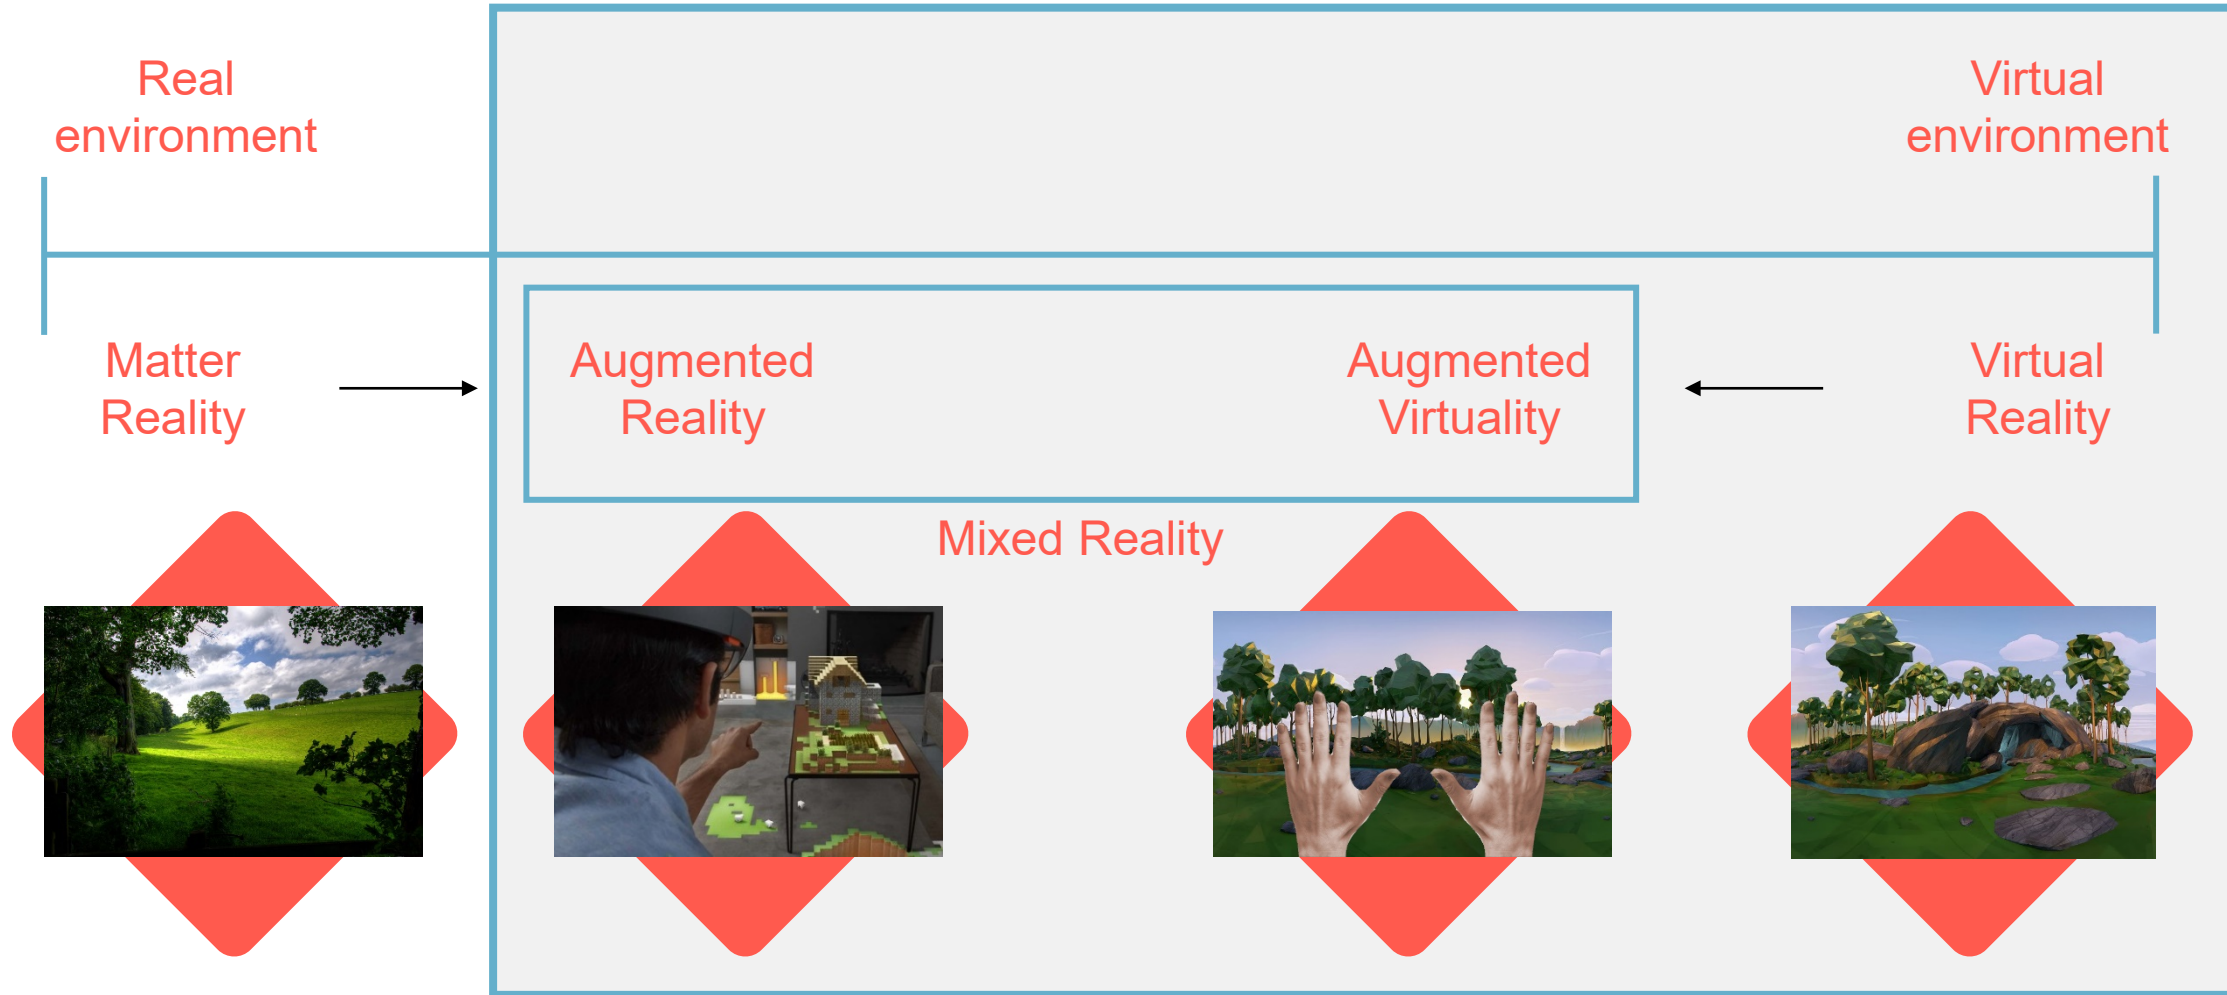 Real
environment
Virtual
environment
Matter
Reality
Augmented
Reality
Augmented
Virtuality
Virtual
Reality
Mixed Reality